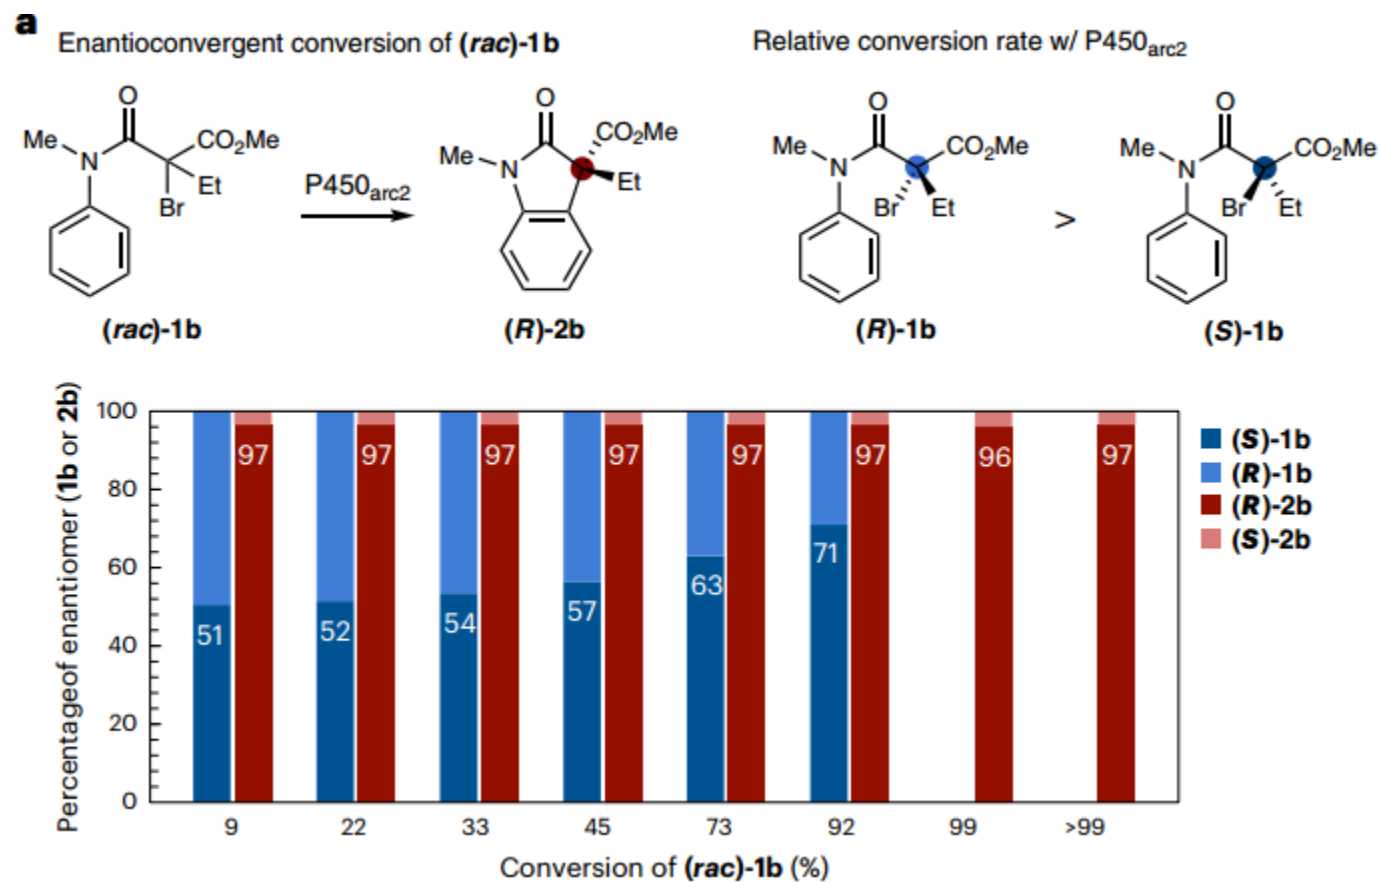 a
Enantioconvergent conversion of (rac)-1b
Relative conversion rate w/ P450arc2
O
Me
N
CO2Me
Et
Br
(rac)-1b
P450arc2
O
Me
N
CO2Me
Et
(R)-2b
O
Me
N
CO2Me
Br
Et
(R)-1b
>
O
Me
N
CO2Me
Br
Et
(S)-1b
Percentageof enantiomer (1b or 2b)
100
80
60
40
20
0
51
97
52
97
54
97
57
97
63
97
71
97
96
97
(S)-1b
(R)-1b
(R)-2b
(S)-2b
9 22 33 45 73 92 99 >99
Conversion of (rac)-1b (%)